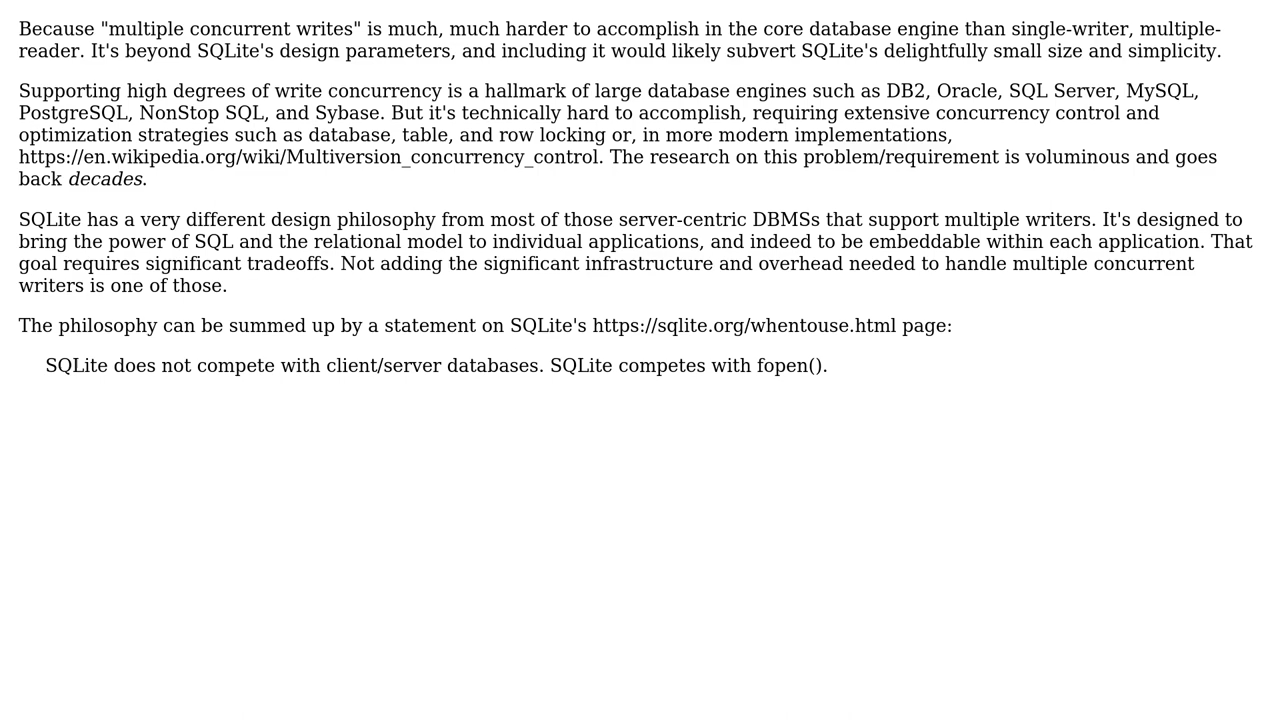 Because "multiple concurrent writes" is much, much harder to accomplish in the core database engine than single-writer, multiple-
reader. It's beyond SQLite's design parameters, and including it would likely subvert SQLite's delightfully small size and simplicity.
Supporting high degrees of write concurrency is a hallmark of large database engines such as DB2, Oracle, SQL Server, MySQL,
PostgreSQL, NonStop SQL, and Sybase. But it's technically hard to accomplish, requiring extensive concurrency control and
optimization strategies such as database, table, and row locking or, in more modern implementations,
https://en.wikipedia.org/wiki/Multiversion_concurrency_control. The research on this problem/requirement is voluminous and goes
back decades.
SQLite has a very different design philosophy from most of those server-centric DBMSs that support multiple writers. It's designed to
bring the power of SQL and the relational model to individual applications, and indeed to be embeddable within each application. That
goal requires significant tradeoffs. Not adding the significant infrastructure and overhead needed to handle multiple concurrent
writers is one of those.
The philosophy can be summed up by a statement on SQLite's https://sqlite.org/whentouse.html page:
SQLite does not compete with client/server databases. SQLite competes with fopen().